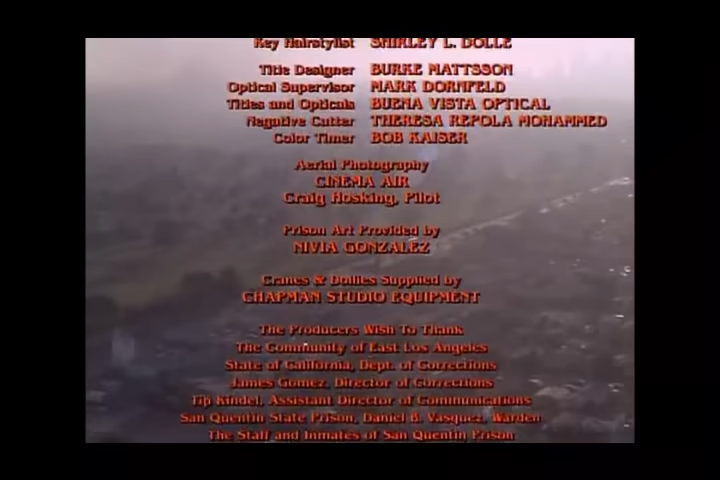 Key Hairstylist SHIRLEY L. DOLLE
Title Designer BURKE MATTSSON
Optical Supervisor MARK DORNFELD
Titles and Opticals BUENA VISTA OPTICAL
Negative Cutter THERESA REPOLA MOHAMMED
Color Timer BOB KAISER
Aerial Photography
CINEMA AIR
Craig Hosking, Pilot
Prison Art Provided by
NIVIA GONZALEZ
Cranes & Dollies Supplied by
CHAPMAN STUDIO EQUIPMENT
The Producers Wish To Thank
The Community of East Los Angeles
State of California, Dept. of Corrections
James Gomez, Director of Corrections
Tip Kindel, Assistant Director of Communications
San Quentin State Prison, Daniel B. Vasquez, Warden
The Staff and Inmates of San Quentin Prison